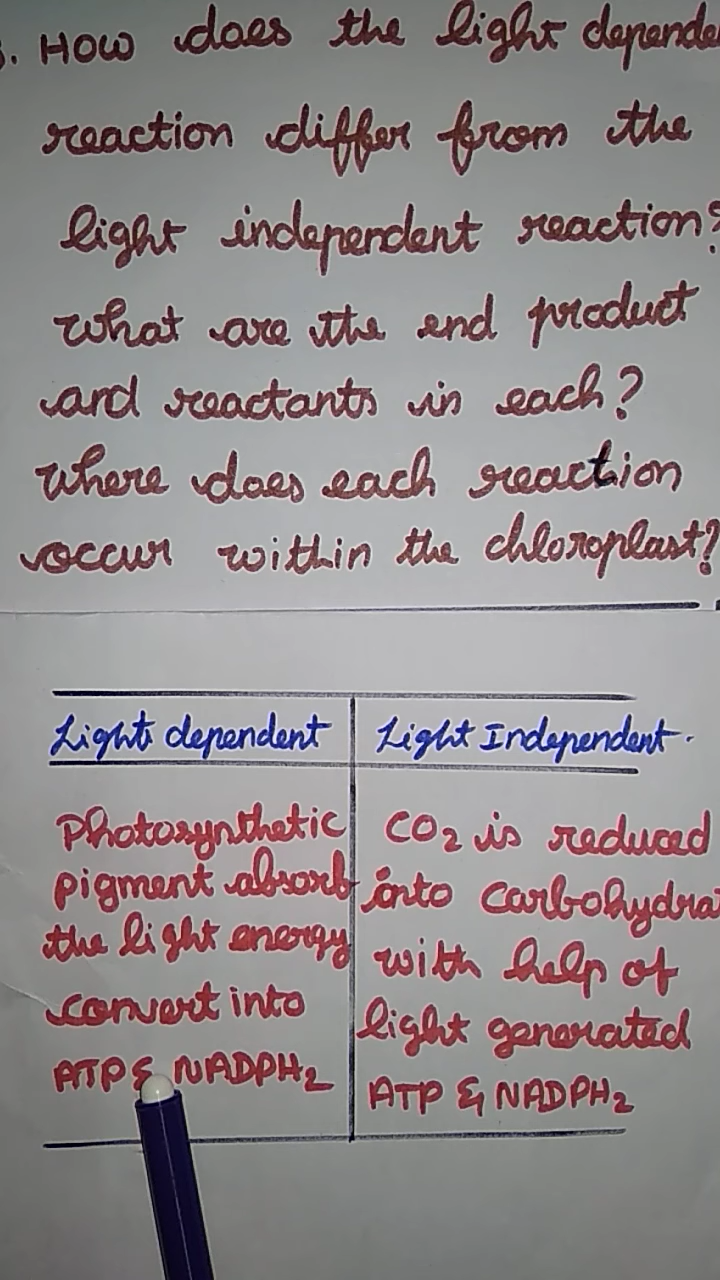 3. How does the light depende
reaction differ from the
light independent reaction?
what are the end product
and reactants in each?
where does each reaction
occur within the chloroplast?
Light dependent
Photosynthetic
pigment absorb
the light energy
convert into
ATP & NADPH₂
Light Independent.
CO₂ is reduced
into carbohydra
with help of
light generated
ATP & NADPH₂